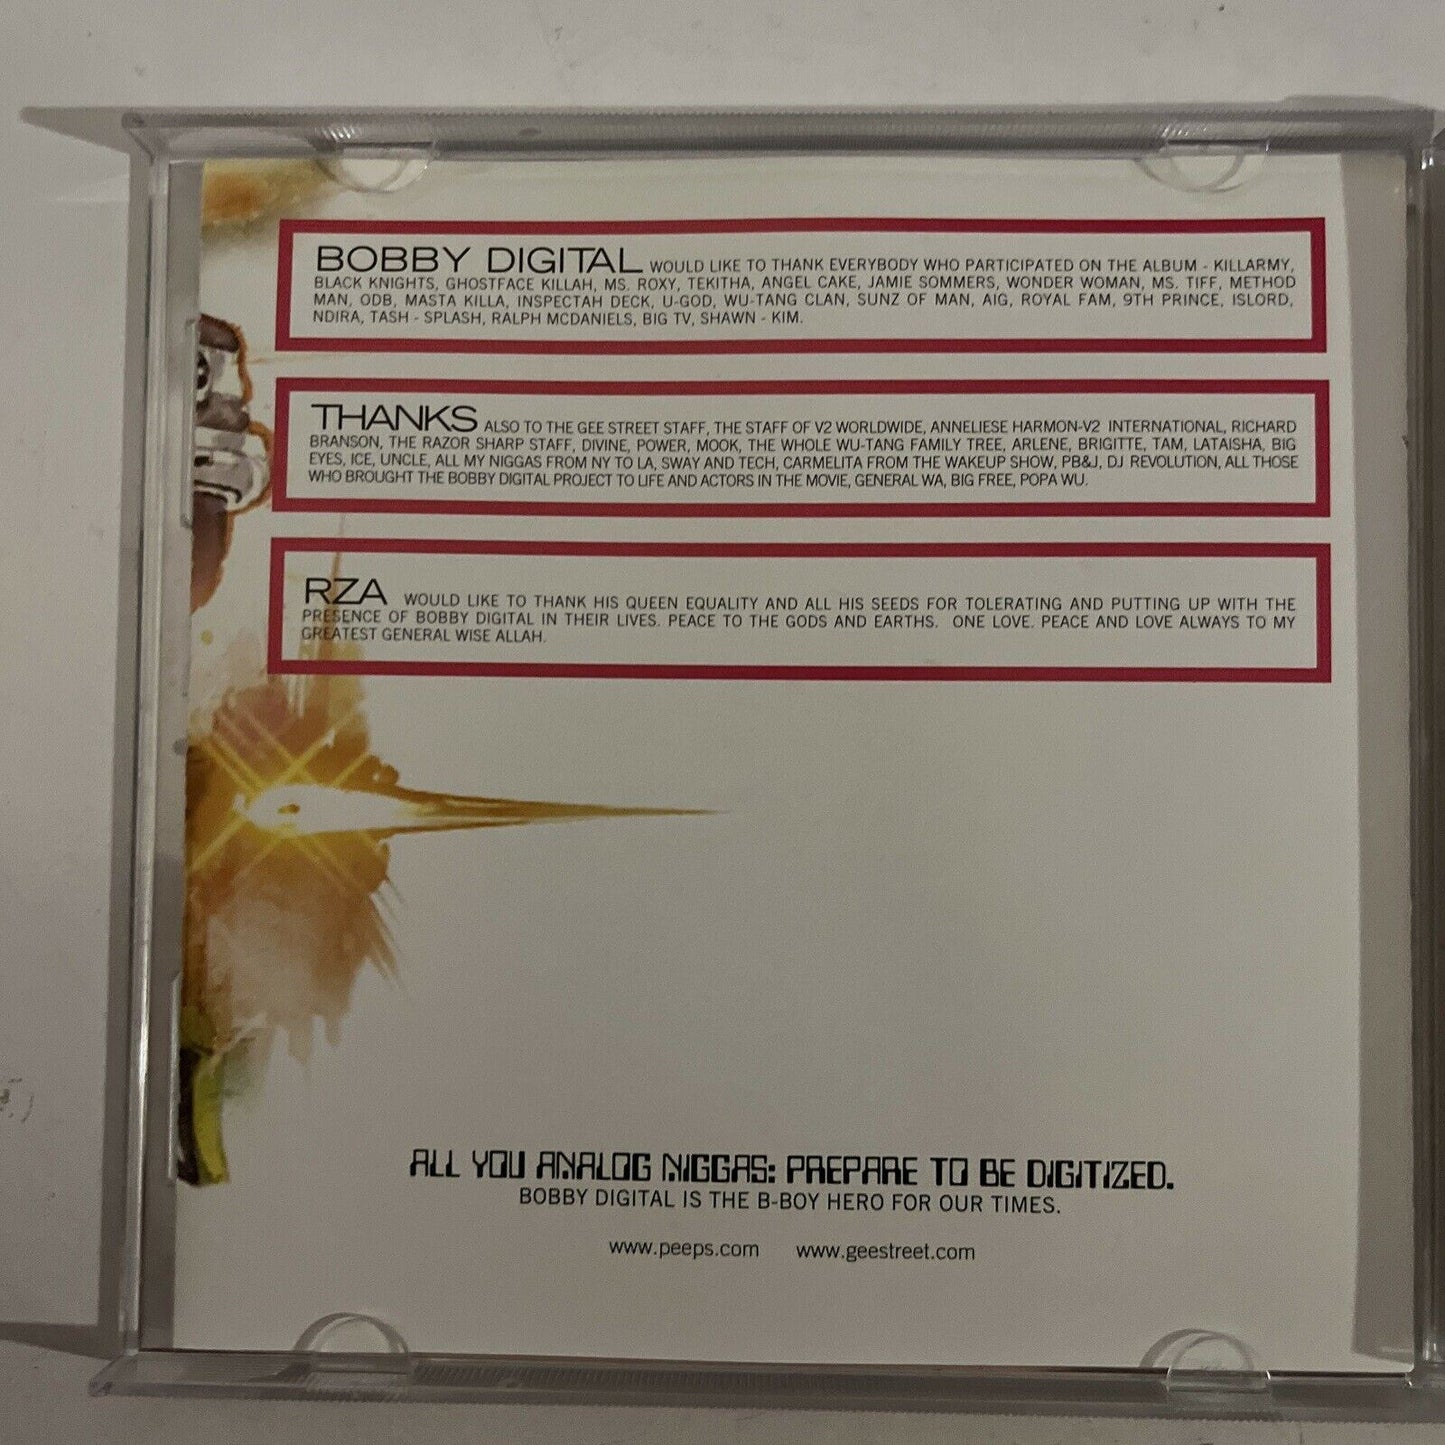 BOBBY DIGITAL WOULD LIKE TO THANK EVERYBODY WHO PARTICIPATED ON THE ALBUM - KILLARMY,
BLACK KNIGHTS, GHOSTFACE KILLAH, MS. ROXY, TEKITHA, ANGEL CAKE, JAMIE SOMMERS, WONDER WOMAN, MS. TIFF, METHOD
MAN, ODB, MASTA KILLA, INSPECTAH DECK, U-GOD, WU-TANG CLAN, SUNZ OF MAN, AIG, ROYAL FAM, 9TH PRINCE, ISLORD,
NDIRA, TASH - SPLASH, RALPH MCDANIELS, BIG TV, SHAWN - KIM.
THANKS ALSO TO THE GEE STREET STAFF, THE STAFF OF V2 WORLDWIDE, ANNELIESE HARMON-V2 INTERNATIONAL, RICHARD
BRANSON, THE RAZOR SHARP STAFF, DIVINE, POWER, MOOK, THE WHOLE WU-TANG FAMILY TREE, ARLENE, BRIGITTE, TAM, LATAISHA, BIG
EYES, ICE, UNCLE, ALL MY NIGGAS FROM NY TO LA, SWAY AND TECH, CARMELITA FROM THE WAKEUP SHOW, PB&J, DJ REVOLUTION, ALL THOSE
WHO BROUGHT THE BOBBY DIGITAL PROJECT TO LIFE AND ACTORS IN THE MOVIE, GENERAL WA, BIG FREE, POPA WU.
RZA WOULD LIKE TO THANK HIS QUEEN EQUALITY AND ALL HIS SEEDS FOR TOLERATING AND PUTTING UP WITH THE
PRESENCE OF BOBBY DIGITAL IN THEIR LIVES. PEACE TO THE GODS AND EARTHS. ONE LOVE. PEACE AND LOVE ALWAYS TO MY
GREATEST GENERAL WISE ALLAH.
ALL YOU ANALOG NIGGAS: PREPARE TO BE DIGITIZED.
BOBBY DIGITAL IS THE B-BOY HERO FOR OUR TIMES.
www.peeps.com www.geestreet.com